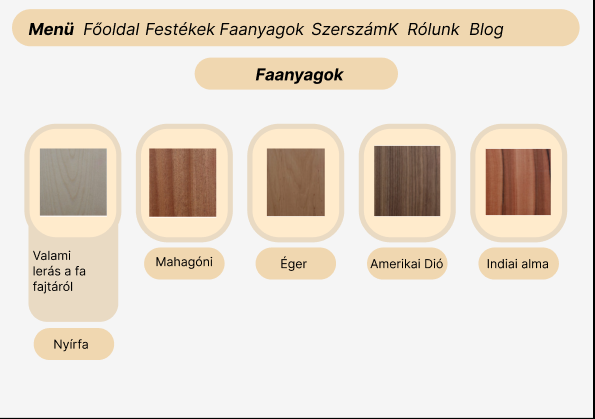 Menü Főoldal Festékek Faanyagok SzerszámK Rólunk Blog
Faanyagok
Valami
lerás a fa
fajtáról
Nyírfa
Mahagóni
Éger
Amerikai Dió
Indiai alma